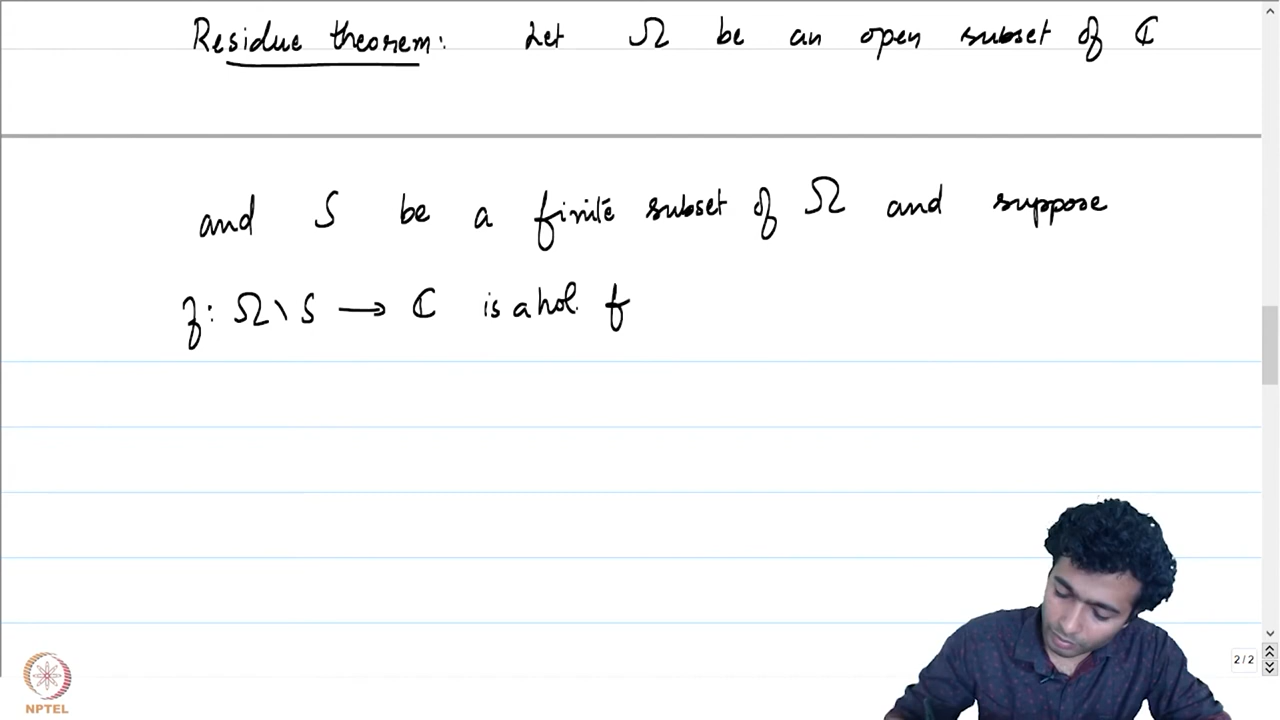 Residue theorem: Let Ω be an open subset of ℂ
and S be a finite subset of Ω and suppose
f: Ω\S → ℂ is a hol. f
2/2
NPTEL